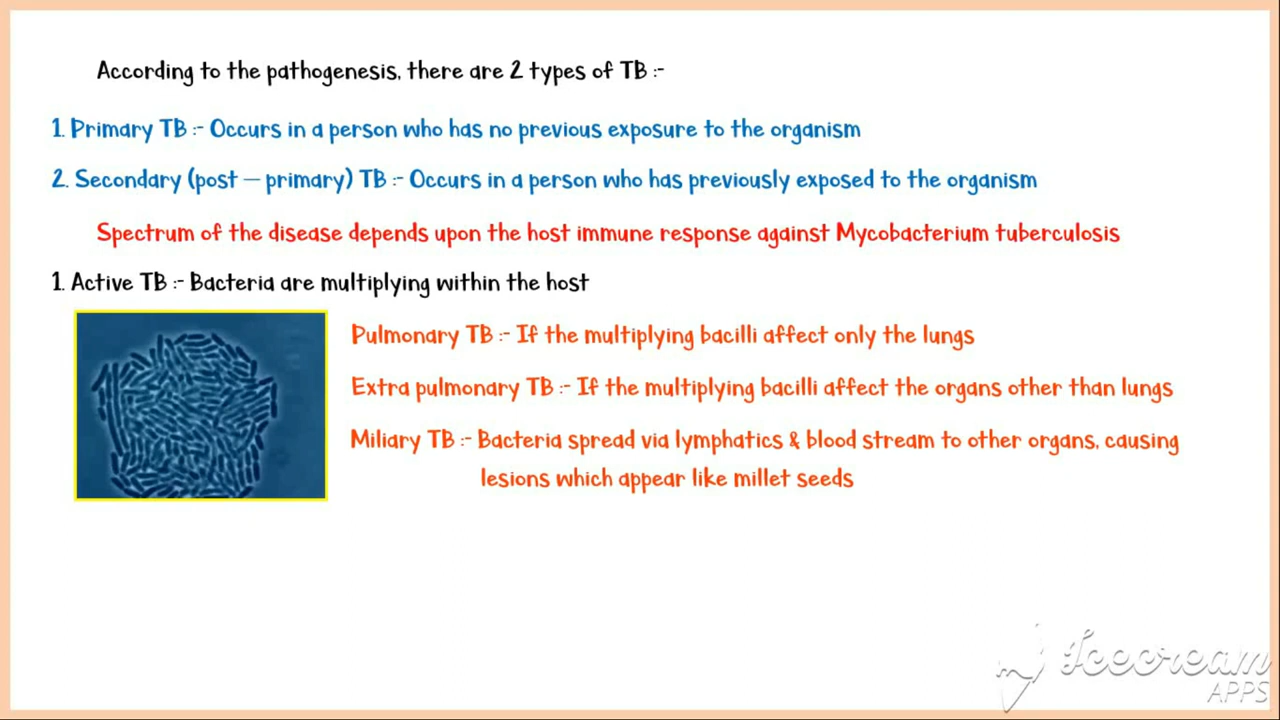 According to the pathogenesis, there are 2 types of TB :-
1. Primary TB :- Occurs in a person who has no previous exposure to the organism
2. Secondary (post – primary) TB :- Occurs in a person who has previously exposed to the organism
Spectrum of the disease depends upon the host immune response against Mycobacterium tuberculosis
1. Active TB :- Bacteria are multiplying within the host
Pulmonary TB :- If the multiplying bacilli affect only the lungs
Extra pulmonary TB :- If the multiplying bacilli affect the organs other than lungs
Miliary TB :- Bacteria spread via lymphatics & blood stream to other organs, causing
lesions which appear like millet seeds
Icecream
APPS